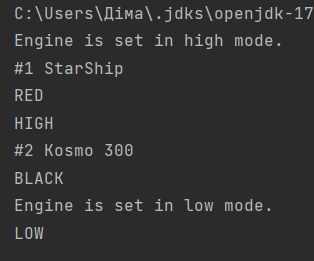 C:\Users\Діма\.jdks\openjdk-17
Engine is set in high mode.
#1 StarShip
RED
HIGH
#2 Kosmo 300
BLACK
Engine is set in low mode.
LOW